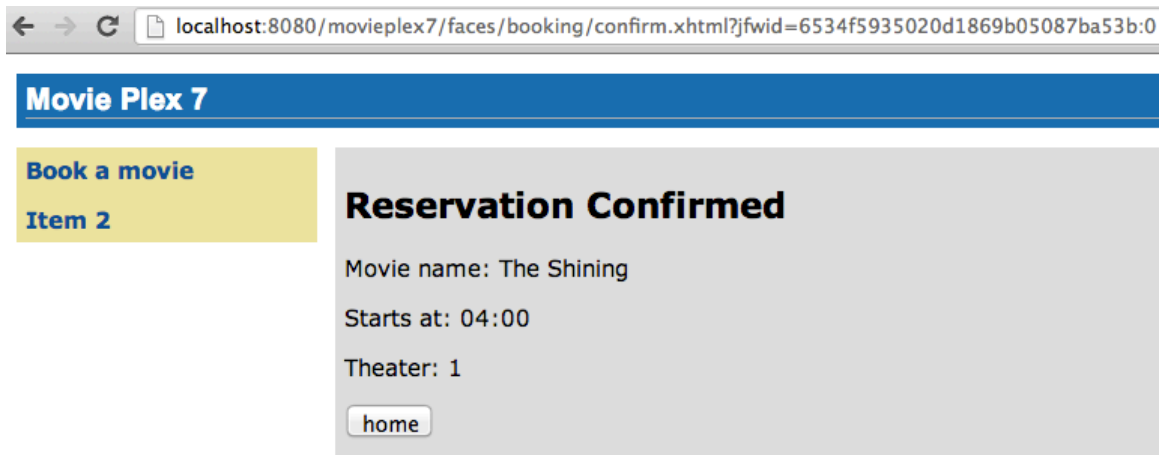 localhost:8080/movieplex7/faces/booking/confirm.xhtml?jfwid=6534f5935020d1869b05087ba53b:0
Movie Plex 7
Book a movie
Item 2
Reservation Confirmed
Movie name: The Shining
Starts at: 04:00
Theater: 1
home